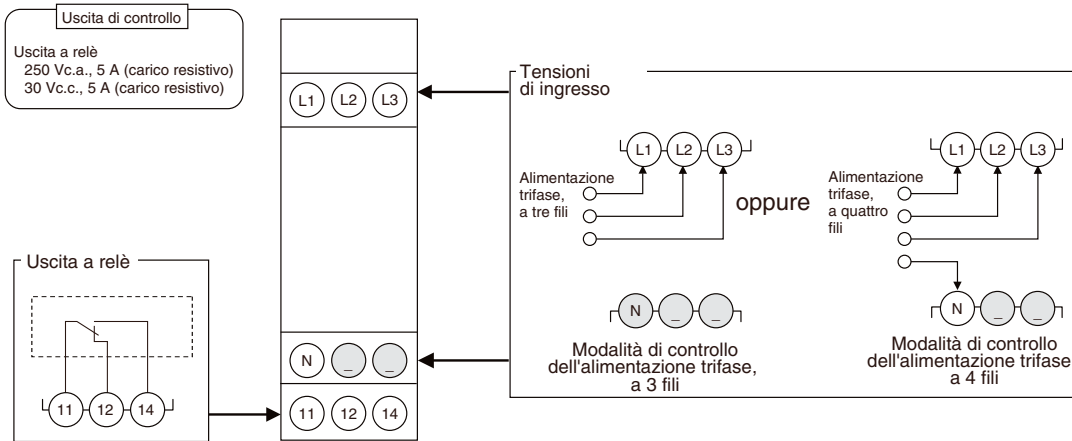 Uscita di controllo
Uscita a relè
250 Vc.a., 5 A (carico resistivo)
30 Vc.c., 5 A (carico resistivo)
L1 L2 L3
N _ _
11 12 14
Uscita a relè
11 12 14
Tensioni
di ingresso
L1 L2 L3
Alimentazione
trifase,
a tre fili
N _ _
Modalità di controllo
dell'alimentazione trifase,
a 3 fili
oppure
L1 L2 L3
Alimentazione
trifase,
a quattro
fili
N _ _
Modalità di controllo
dell'alimentazione trifase
a 4 fili